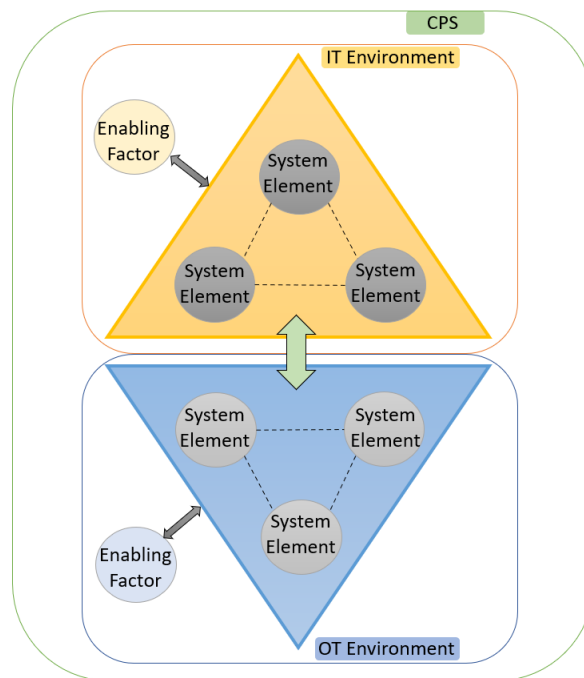 CPS
IT Environment
Enabling
Factor
System
Element
System
Element
System
Element
System
Element
System
Element
System
Element
Enabling
Factor
OT Environment